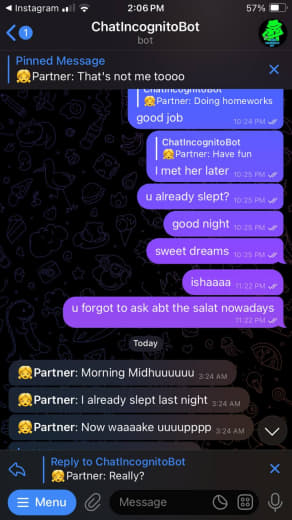 Instagram
2:06 PM
57%
1
ChatIncognitoBot
bot
Pinned Message
Partner: That's not me toooo
ChatIncognitoBot
Partner: Doing homeworks
good job
10:24 PM
ChatIncognitoBot
Partner: Have fun
I met her later 10:25 PM
u already slept? 10:25 PM
good night 10:25 PM
sweet dreams 10:25 PM
ishaaaa 11:22 PM
u forgot to ask abt the salat nowadays
11:22 PM
Today
Partner: Morning Midhuuuuuu 3:24 AM
Partner: I already slept last night 3:24 AM
Partner: Now waaaake uuuupppp 3:24 AM
Reply to ChatIncognitoBot
Partner: Really?
Menu
Message